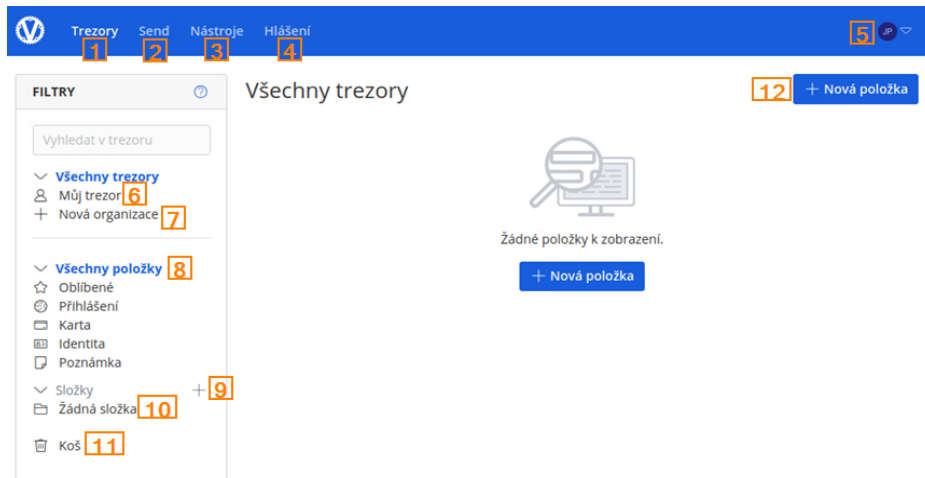 Trezory Send Nástroje Hlášení JP
1 2 3 4 5
FILTRY
Všechny trezory
12 Nová položka
Vyhledat v trezoru
Všechny trezory
Můj trezor 6
Nová organizace 7
Žádné položky k zobrazení.
Nová položka
Všechny položky 8
Oblíbené
Přihlášení
Karta
Identita
Poznámka
Složky 9
Žádná složka 10
Koš 11